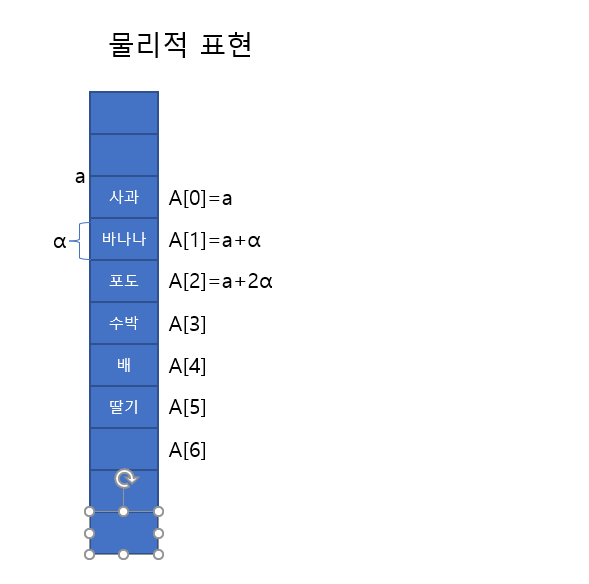 물리적 표현
a
사과 A[0]=a
α 바나나 A[1]=a+α
포도 A[2]=a+2α
수박 A[3]
배 A[4]
딸기 A[5]
A[6]